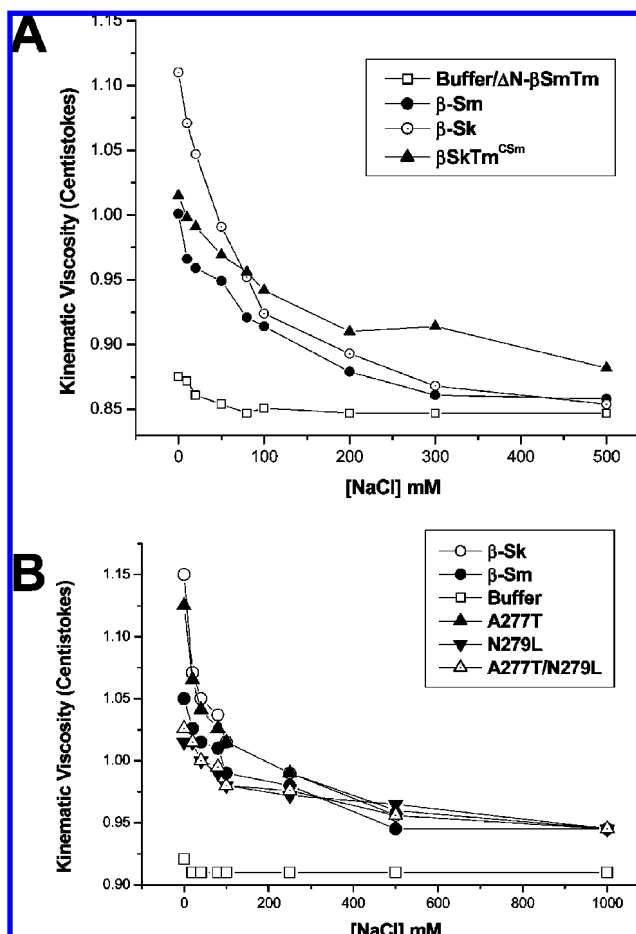 A
Kinematic Viscosity (Centistokes)
1.15
1.10
1.05
1.00
0.95
0.90
0.85
Buffer/ΔN-βSmTm
β-Sm
β-Sk
βSkTm^CSm
0 100 200 300 400 500
[NaCl] mM
B
Kinematic Viscosity (Centistokes)
1.15
1.10
1.05
1.00
0.95
0.90
β-Sk
β-Sm
Buffer
A277T
N279L
A277T/N279L
0 200 400 600 800 1000
[NaCl] mM